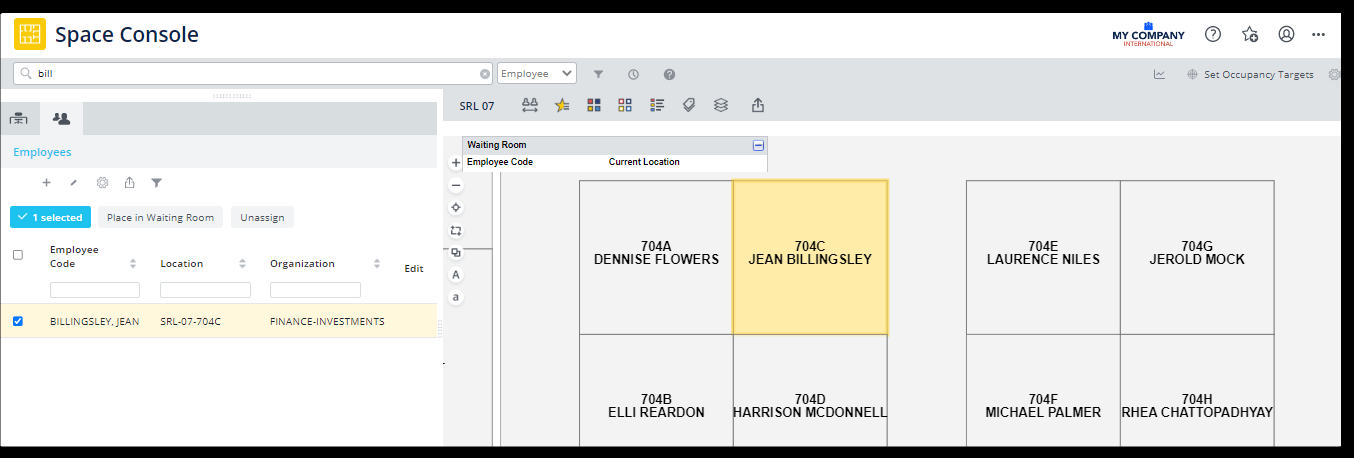 Space Console
MY COMPANY
INTERNATIONAL
bill
Employee
Set Occupancy Targets
SRL 07
Employees
1 selected
Place in Waiting Room
Unassign
Employee Code
Location
Organization
Edit
BILLINGSLEY, JEAN SRL-07-704C FINANCE-INVESTMENTS
Waiting Room
Employee Code Current Location
A
a
704A
DENNISE FLOWERS
704C
JEAN BILLINGSLEY
704E
LAURENCE NILES
704G
JEROLD MOCK
704B
ELLI REARDON
704D
HARRISON MCDONNELL
704F
MICHAEL PALMER
704H
RHEA CHATTOPADHYAY